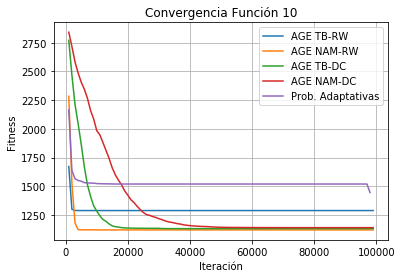 Convergencia Función 10
AGE TB-RW
AGE NAM-RW
AGE TB-DC
AGE NAM-DC
Prob. Adaptativas
Fitness
2750
2500
2250
2000
1750
1500
1250
0 20000 40000 60000 80000 100000
Iteración